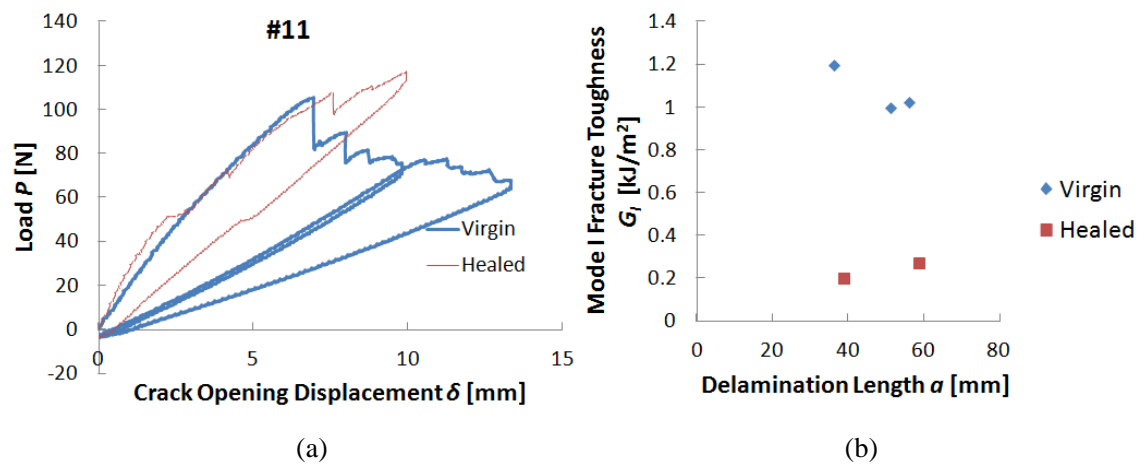 #11
Load P [N]
140
120
100
80
60
40
20
0
-20
0
5
10
15
Crack Opening Displacement δ [mm]
Virgin
Healed
(a)
Mode I Fracture Toughness
G_I [kJ/m²]
1.4
1.2
1
0.8
0.6
0.4
0.2
0
0
20
40
60
80
Delamination Length a [mm]
Virgin
Healed
(b)